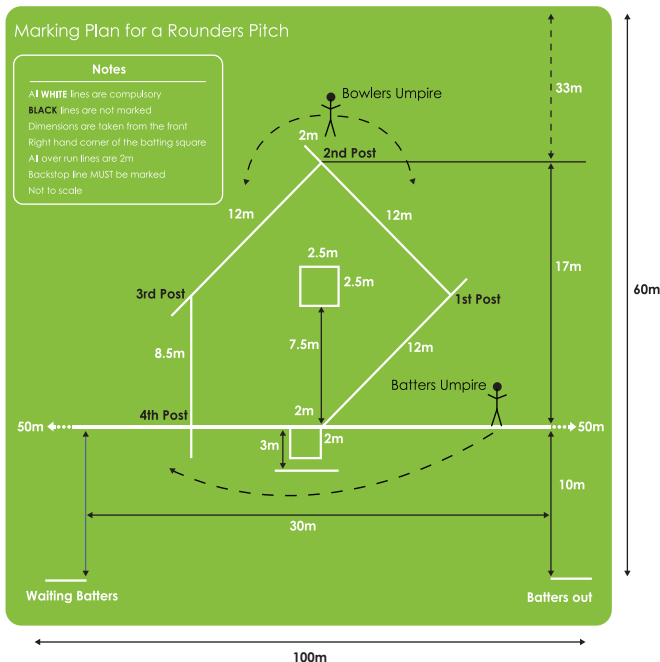 Marking Plan for a Rounders Pitch
Notes
All WHITE lines are compulsory
BLACK lines are not marked
Dimensions are taken from the front
Right hand corner of the batting square
All over run lines are 2m
Backstop line MUST be marked
Not to scale
Bowlers Umpire
33m
2m
2nd Post
12m
12m
2.5m
2.5m
17m
60m
3rd Post
1st Post
7.5m
12m
8.5m
Batters Umpire
4th Post
2m
50m
50m
3m
2m
10m
30m
Waiting Batters
Batters out
100m